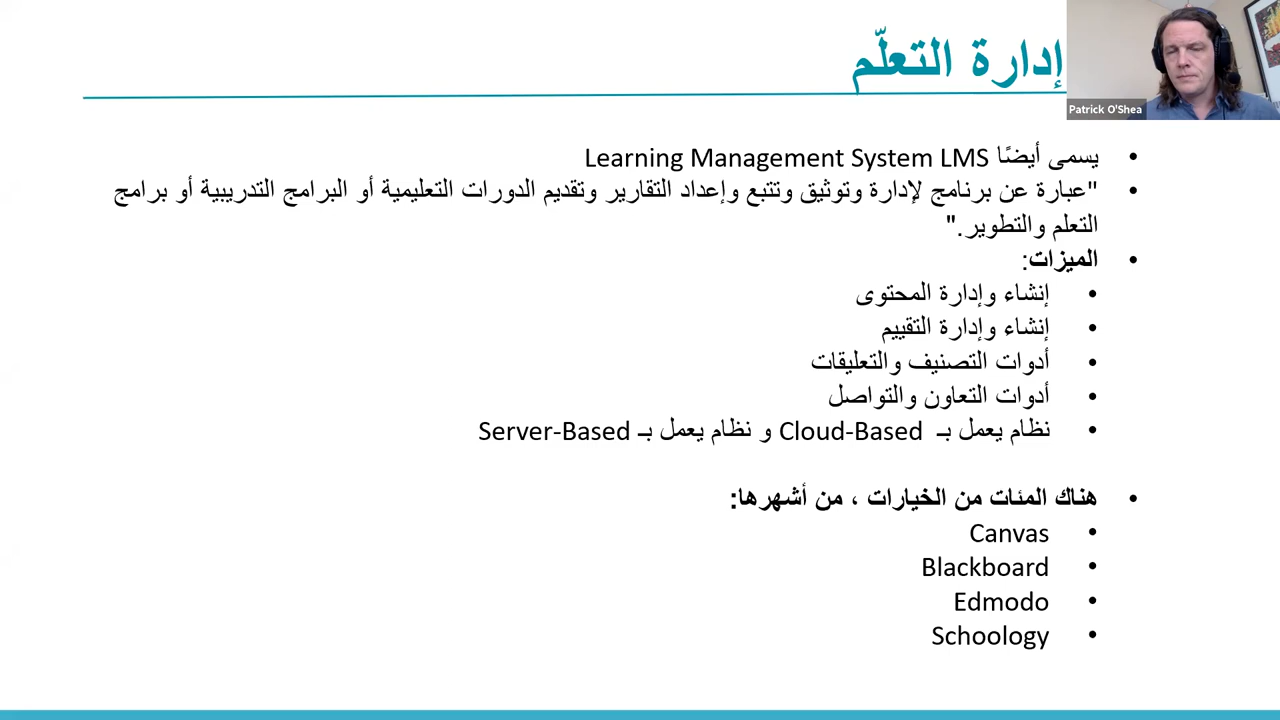 إدارة التعلّم
Patrick O'Shea
• يسمى أيضًا Learning Management System LMS
• "عبارة عن برنامج لإدارة وتوثيق وتتبع وإعداد التقارير وتقديم الدورات التعليمية أو البرامج التدريبية أو برامج
التعلم والتطوير."
• الميزات:
• إنشاء وإدارة المحتوى
• إنشاء وإدارة التقييم
• أدوات التصنيف والتعليقات
• أدوات التعاون والتواصل
• نظام يعمل بـ Cloud-Based و نظام يعمل بـ Server-Based
• هناك المئات من الخيارات ، من أشهرها:
• Canvas
• Blackboard
• Edmodo
• Schoology